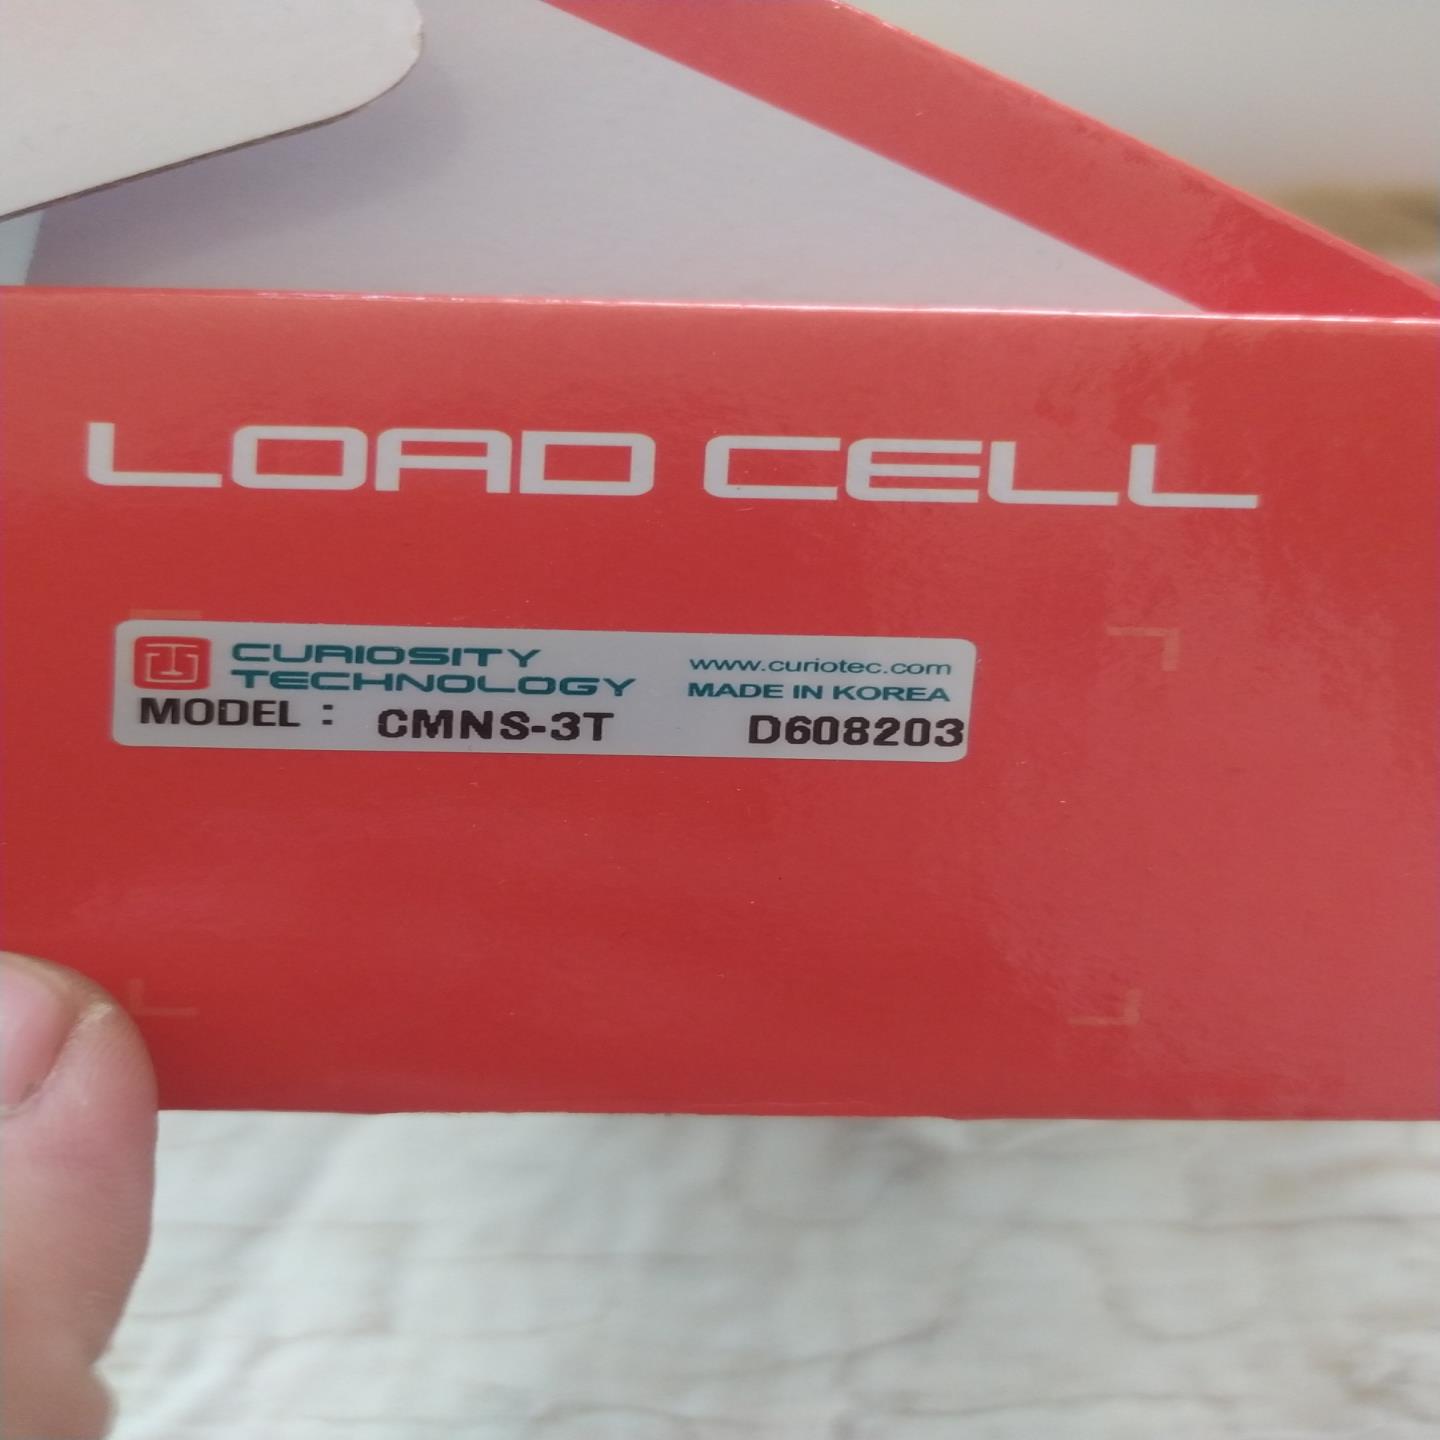 LOAD CELL
CURIOSITY
TECHNOLOGY
www.curiotec.com
MADE IN KOREA
MODEL : CMNS-3T D608203